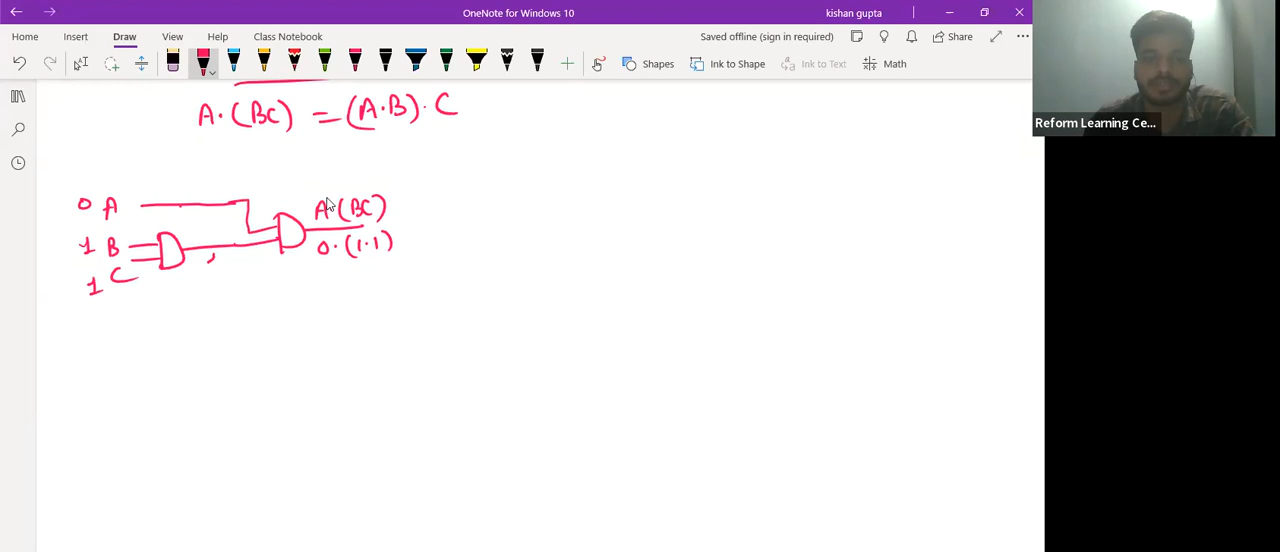 OneNote for Windows 10
kishan gupta
Home Insert Draw View Help Class Notebook
Saved offline (sign in required)
Share
Shapes
Ink to Shape
Ink to Text
Math
Reform Learning Ce...
A·(BC) = (A·B)·C
0 A
A·(BC)
1 B
0·(1·1)
1 C